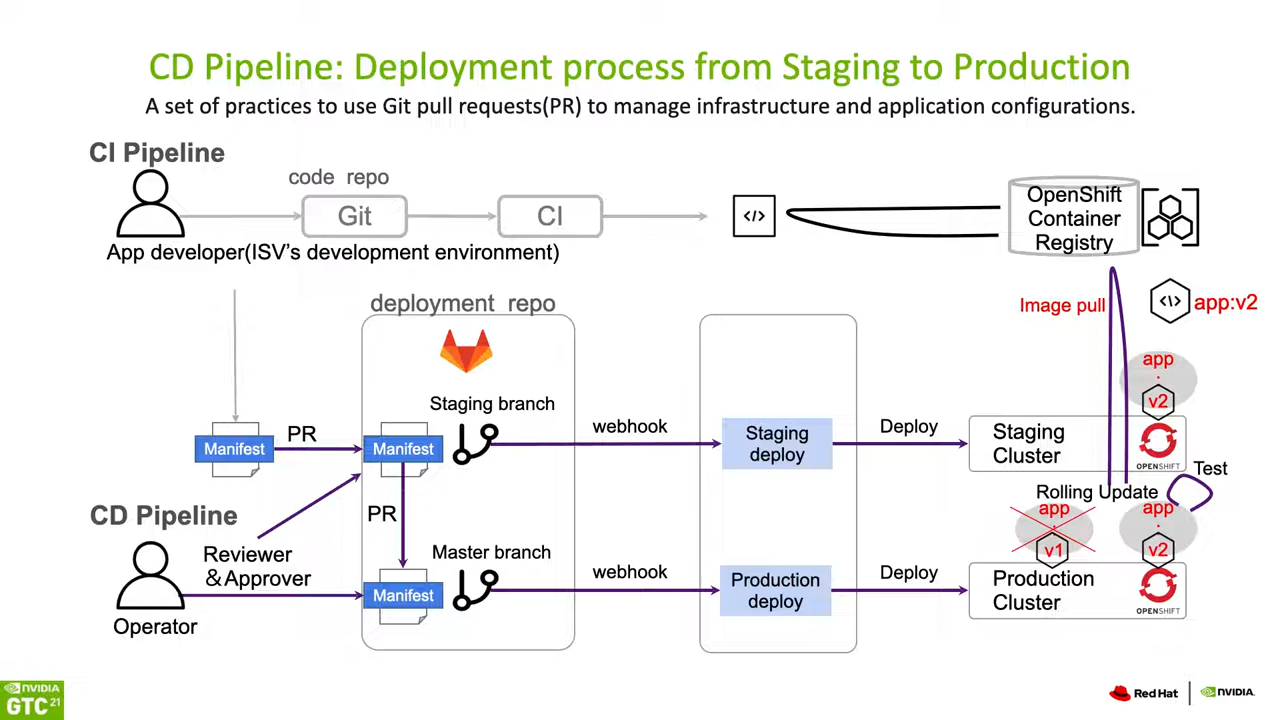 CD Pipeline: Deployment process from Staging to Production
A set of practices to use Git pull requests(PR) to manage infrastructure and application configurations.
CI Pipeline
code repo
Git
CI
</>
OpenShift
Container
Registry
App developer(ISV's development environment)
deployment repo
Image pull
</>
app:v2
app
:
v2
Staging branch
Manifest
PR
Manifest
webhook
Staging
deploy
Deploy
Staging
Cluster
OPENSHIFT
Test
CD Pipeline
PR
Rolling Update
app
:
v1
app
:
v2
Reviewer
&Approver
Master branch
Manifest
webhook
Production
deploy
Deploy
Production
Cluster
OPENSHIFT
Operator
NVIDIA
GTC 21
Red Hat
NVIDIA.